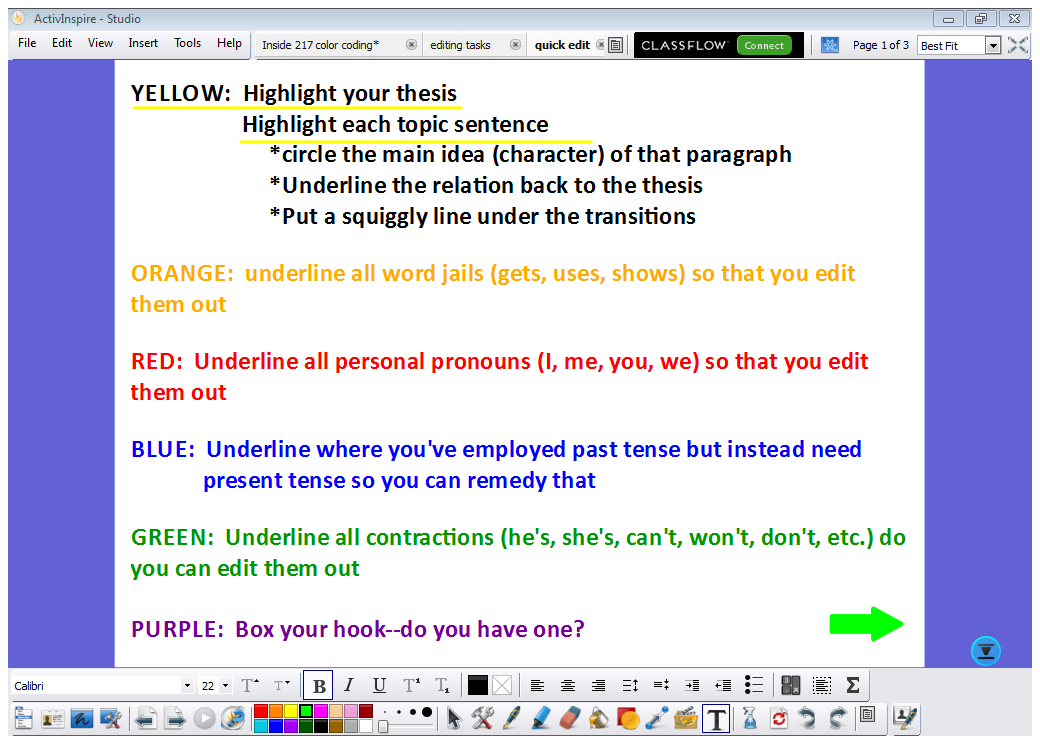 ActivInspire - Studio
File Edit View Insert Tools Help
Inside 217 color coding*
editing tasks
quick edit
CLASSFLOW
Connect
Page 1 of 3
Best Fit
YELLOW: Highlight your thesis
Highlight each topic sentence
*circle the main idea (character) of that paragraph
*Underline the relation back to the thesis
*Put a squiggly line under the transitions
ORANGE: underline all word jails (gets, uses, shows) so that you edit
them out
RED: Underline all personal pronouns (I, me, you, we) so that you edit
them out
BLUE: Underline where you've employed past tense but instead need
present tense so you can remedy that
GREEN: Underline all contractions (he's, she's, can't, won't, don't, etc.) do
you can edit them out
PURPLE: Box your hook--do you have one?
Calibri
22